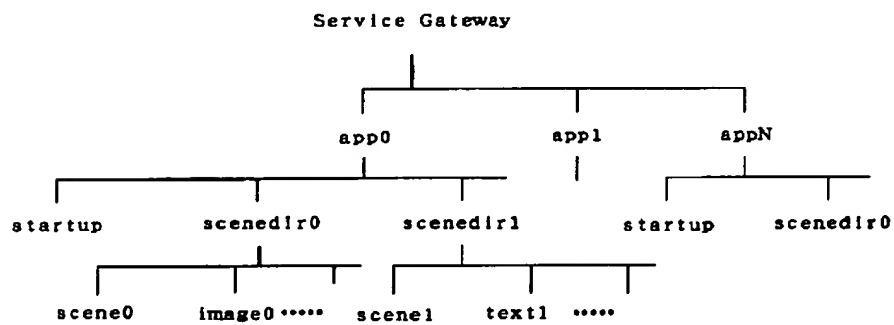 Service Gateway
app0 app1 appN
startup scenedir0 scenedir1 startup scenedir0
scene0 image0 ••••• scene1 text1 •••••